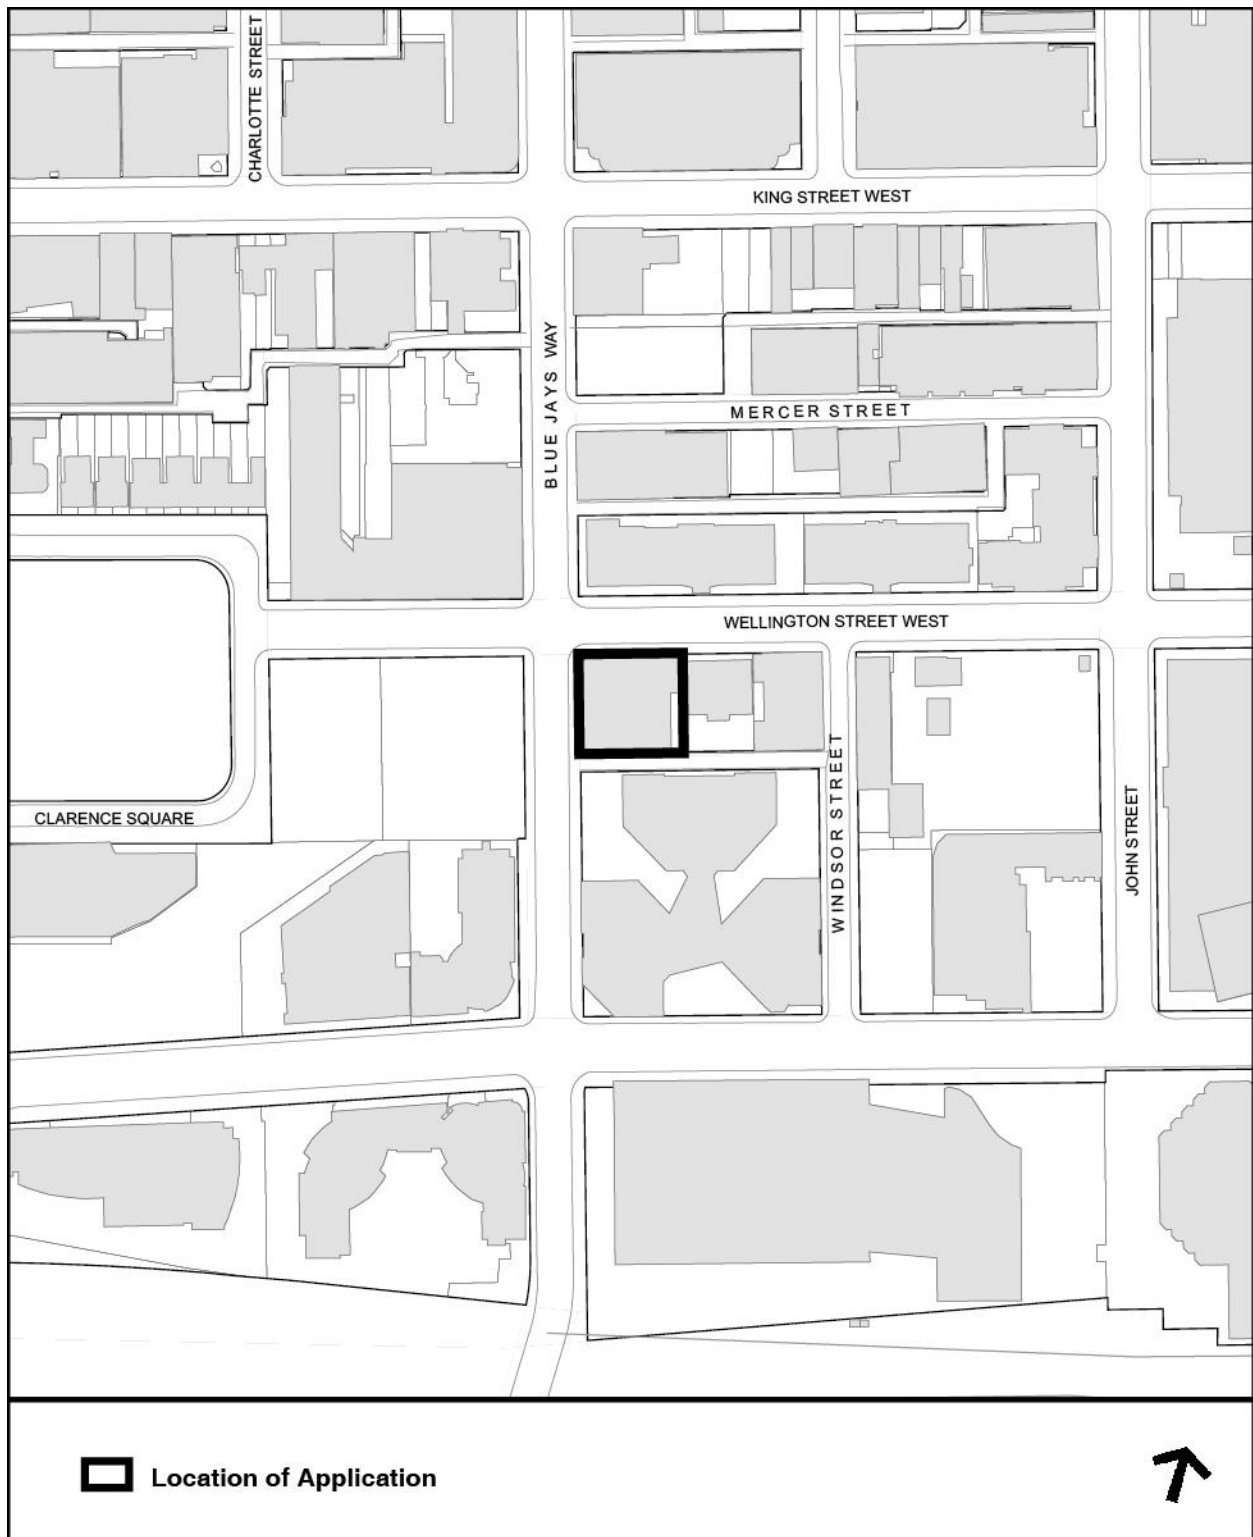 CHARLOTTE STREET
KING STREET WEST
BLUE JAYS WAY
MERCER STREET
WELLINGTON STREET WEST
WINDSOR STREET
JOHN STREET
CLARENCE SQUARE
Location of Application